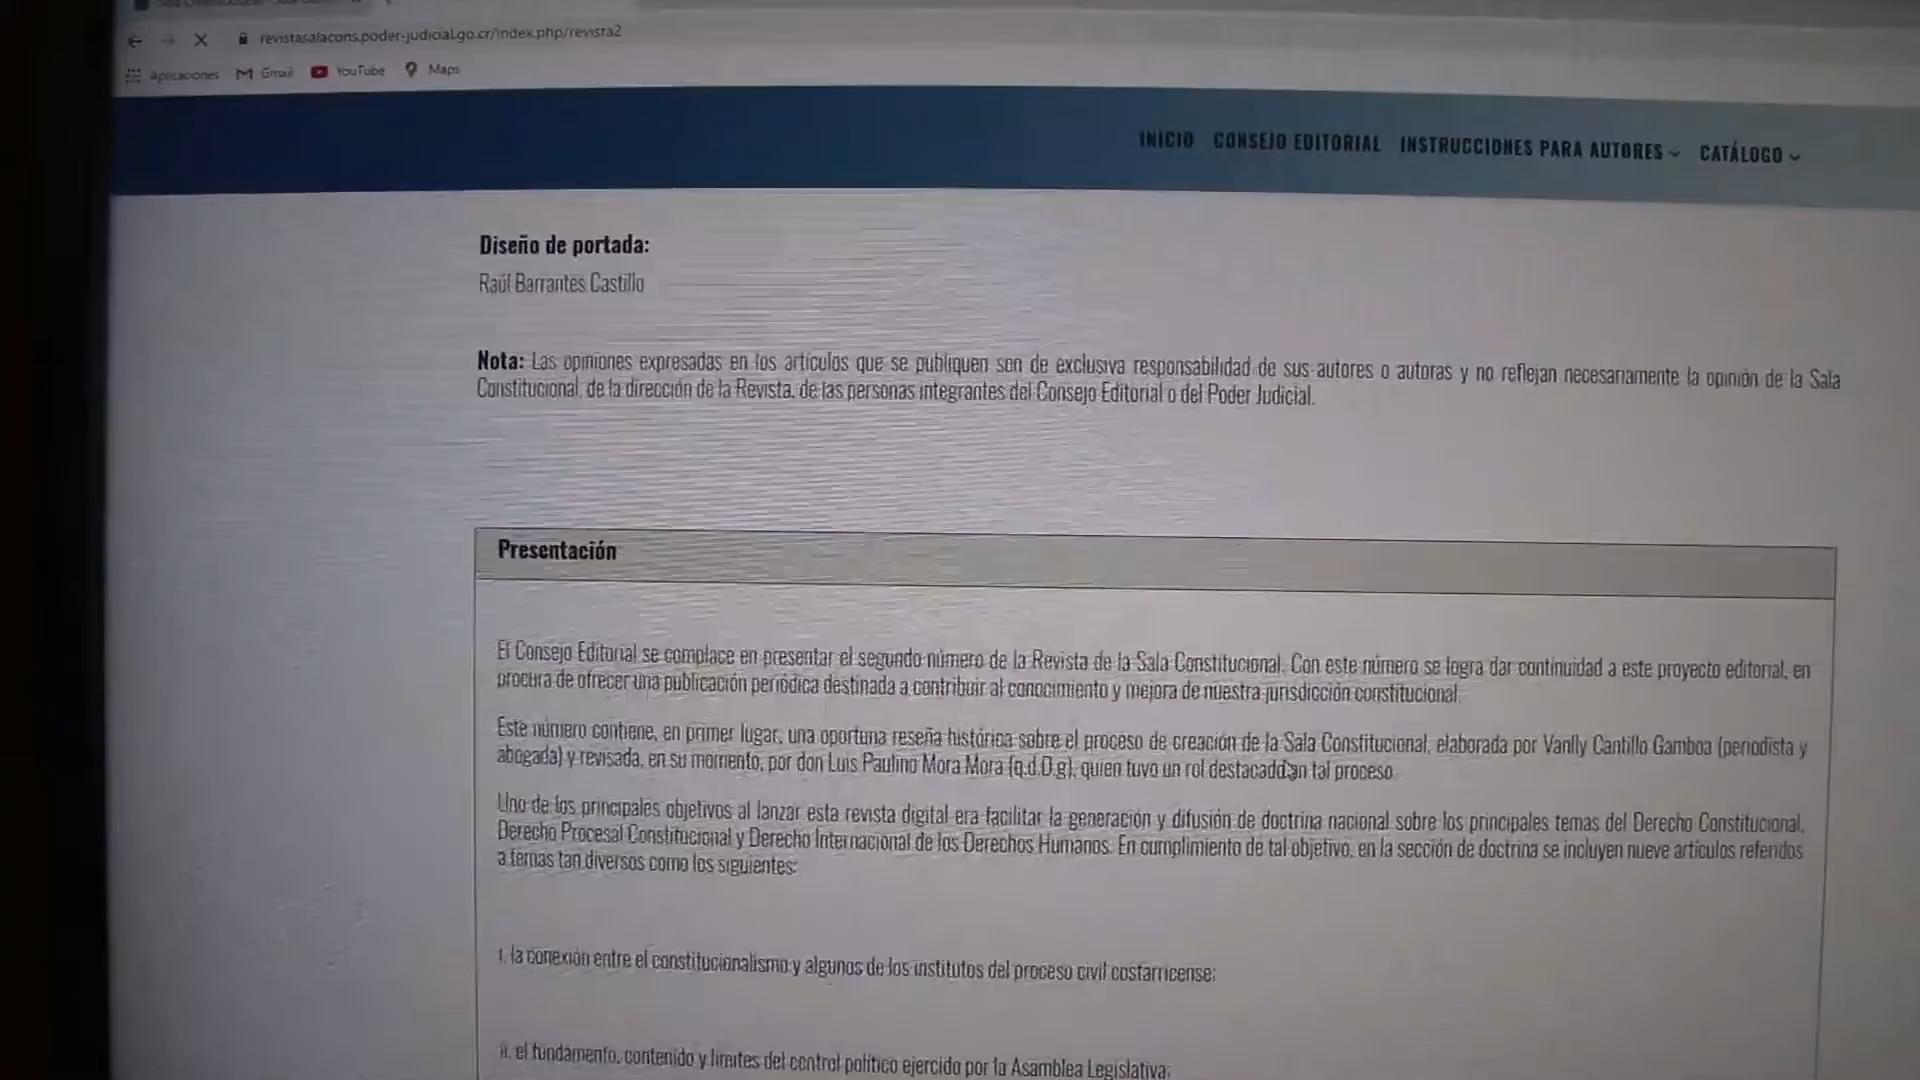 revistasalacons.poder-judicial.go.cr/index.php/revista2
Aplicaciones Gmail YouTube Maps
INICIO CONSEJO EDITORIAL INSTRUCCIONES PARA AUTORES CATÁLOGO
Diseño de portada:
Raúl Barrantes Castillo
Nota: Las opiniones expresadas en los artículos que se publiquen son de exclusiva responsabilidad de sus autores o autoras y no reflejan necesariamente la opinión de la Sala
Constitucional, de la dirección de la Revista, de las personas integrantes del Consejo Editorial o del Poder Judicial.
Presentación
El Consejo Editorial se complace en presentar el segundo número de la Revista de la Sala Constitucional. Con este número se logra dar continuidad a este proyecto editorial, en
procura de ofrecer una publicación periódica destinada a contribuir al conocimiento y mejora de nuestra jurisdicción constitucional.
Este número contiene, en primer lugar, una oportuna reseña histórica sobre el proceso de creación de la Sala Constitucional, elaborada por Vanlly Cantillo Gamboa (periodista y
abogada) y revisada, en su momento, por don Luis Paulino Mora Mora (q.d.D.g), quien tuvo un rol destacado en tal proceso.
Uno de los principales objetivos al lanzar esta revista digital era facilitar la generación y difusión de doctrina nacional sobre los principales temas del Derecho Constitucional,
Derecho Procesal Constitucional y Derecho Internacional de los Derechos Humanos. En cumplimiento de tal objetivo, en la sección de doctrina se incluyen nueve artículos referidos
a temas tan diversos como los siguientes:
i. la conexión entre el constitucionalismo y algunos de los institutos del proceso civil costarricense;
ii. el fundamento, contenido y límites del control político ejercido por la Asamblea Legislativa;